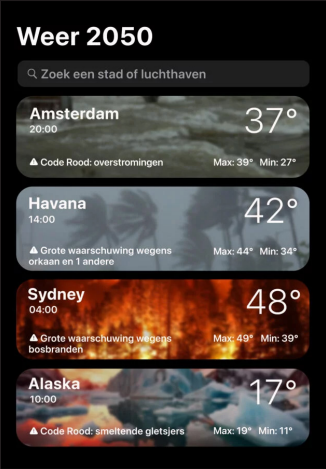 Weer 2050
Zoek een stad of luchthaven
Amsterdam
37°
20:00
Code Rood: overstromingen
Max: 39° Min: 27°
Havana
42°
14:00
Grote waarschuwing wegens
orkaan en 1 andere
Max: 44° Min: 34°
Sydney
48°
04:00
Grote waarschuwing wegens
bosbranden
Max: 49° Min: 39°
Alaska
17°
10:00
Code Rood: smeltende gletsjers
Max: 19° Min: 11°